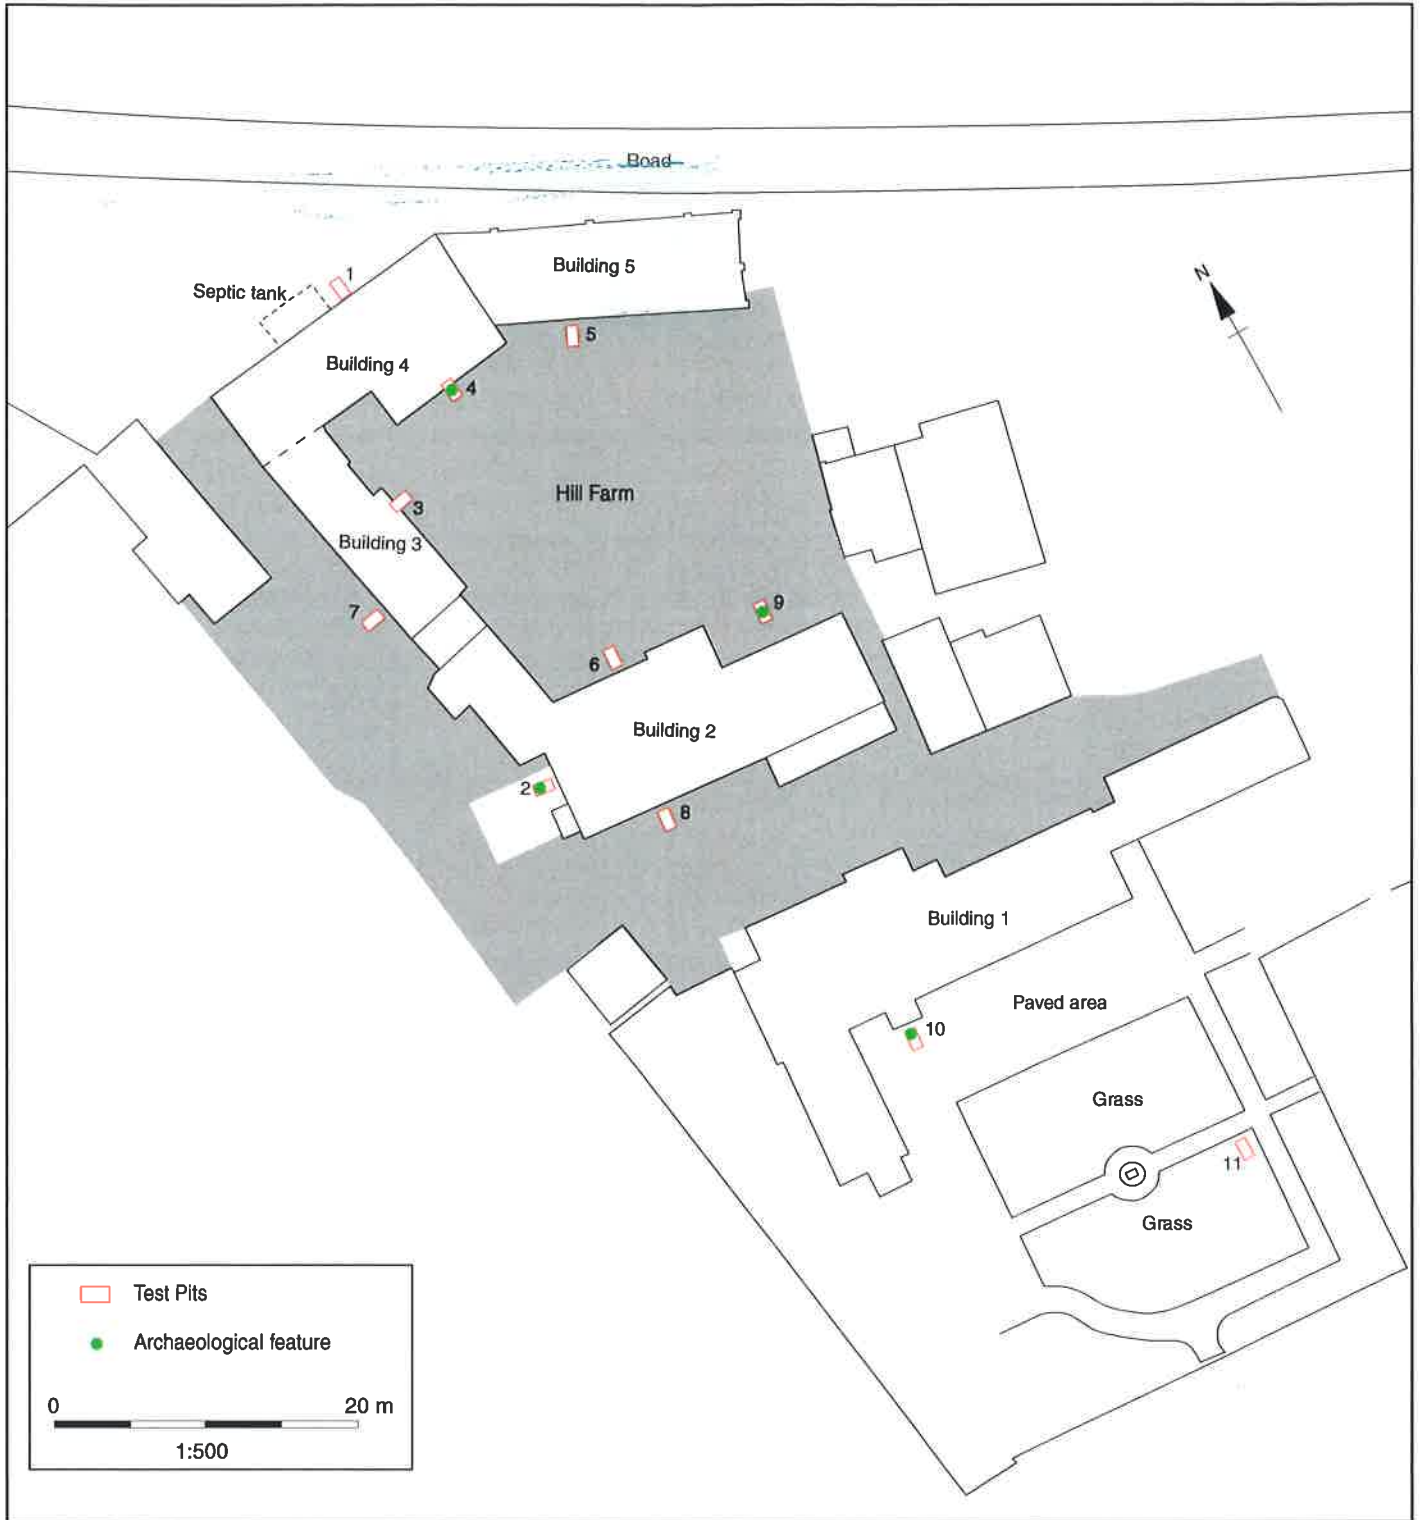 Road
N
1
Septic tank
Building 5
5
Building 4
4
Hill Farm
3
Building 3
7
9
6
Building 2
2
8
Building 1
Paved area
10
Grass
11
Grass
Test Pits
Archaeological feature
0 20 m
1:500